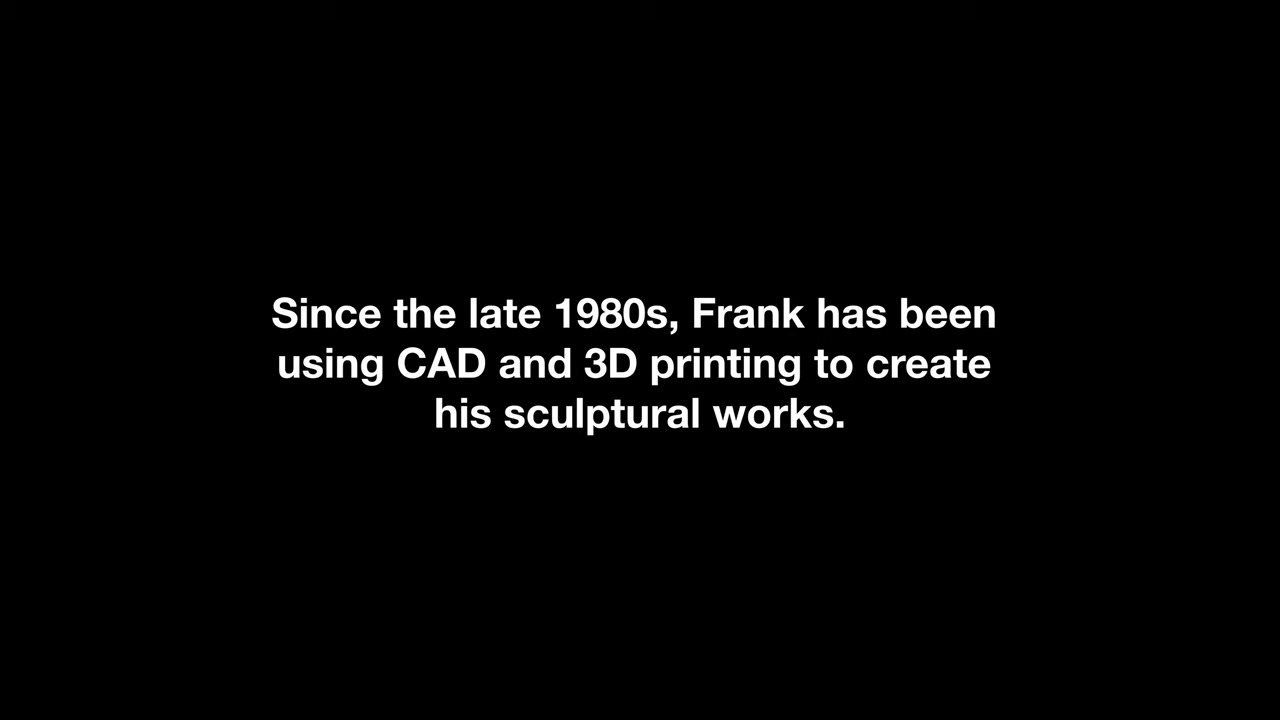 Since the late 1980s, Frank has been
using CAD and 3D printing to create
his sculptural works.